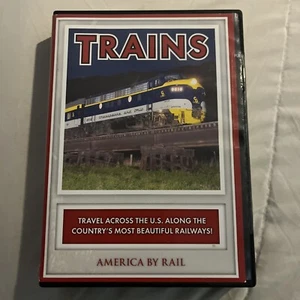 TRAINS
TRAVEL ACROSS THE U.S. ALONG THE
COUNTRY'S MOST BEAUTIFUL RAILWAYS!
AMERICA BY RAIL